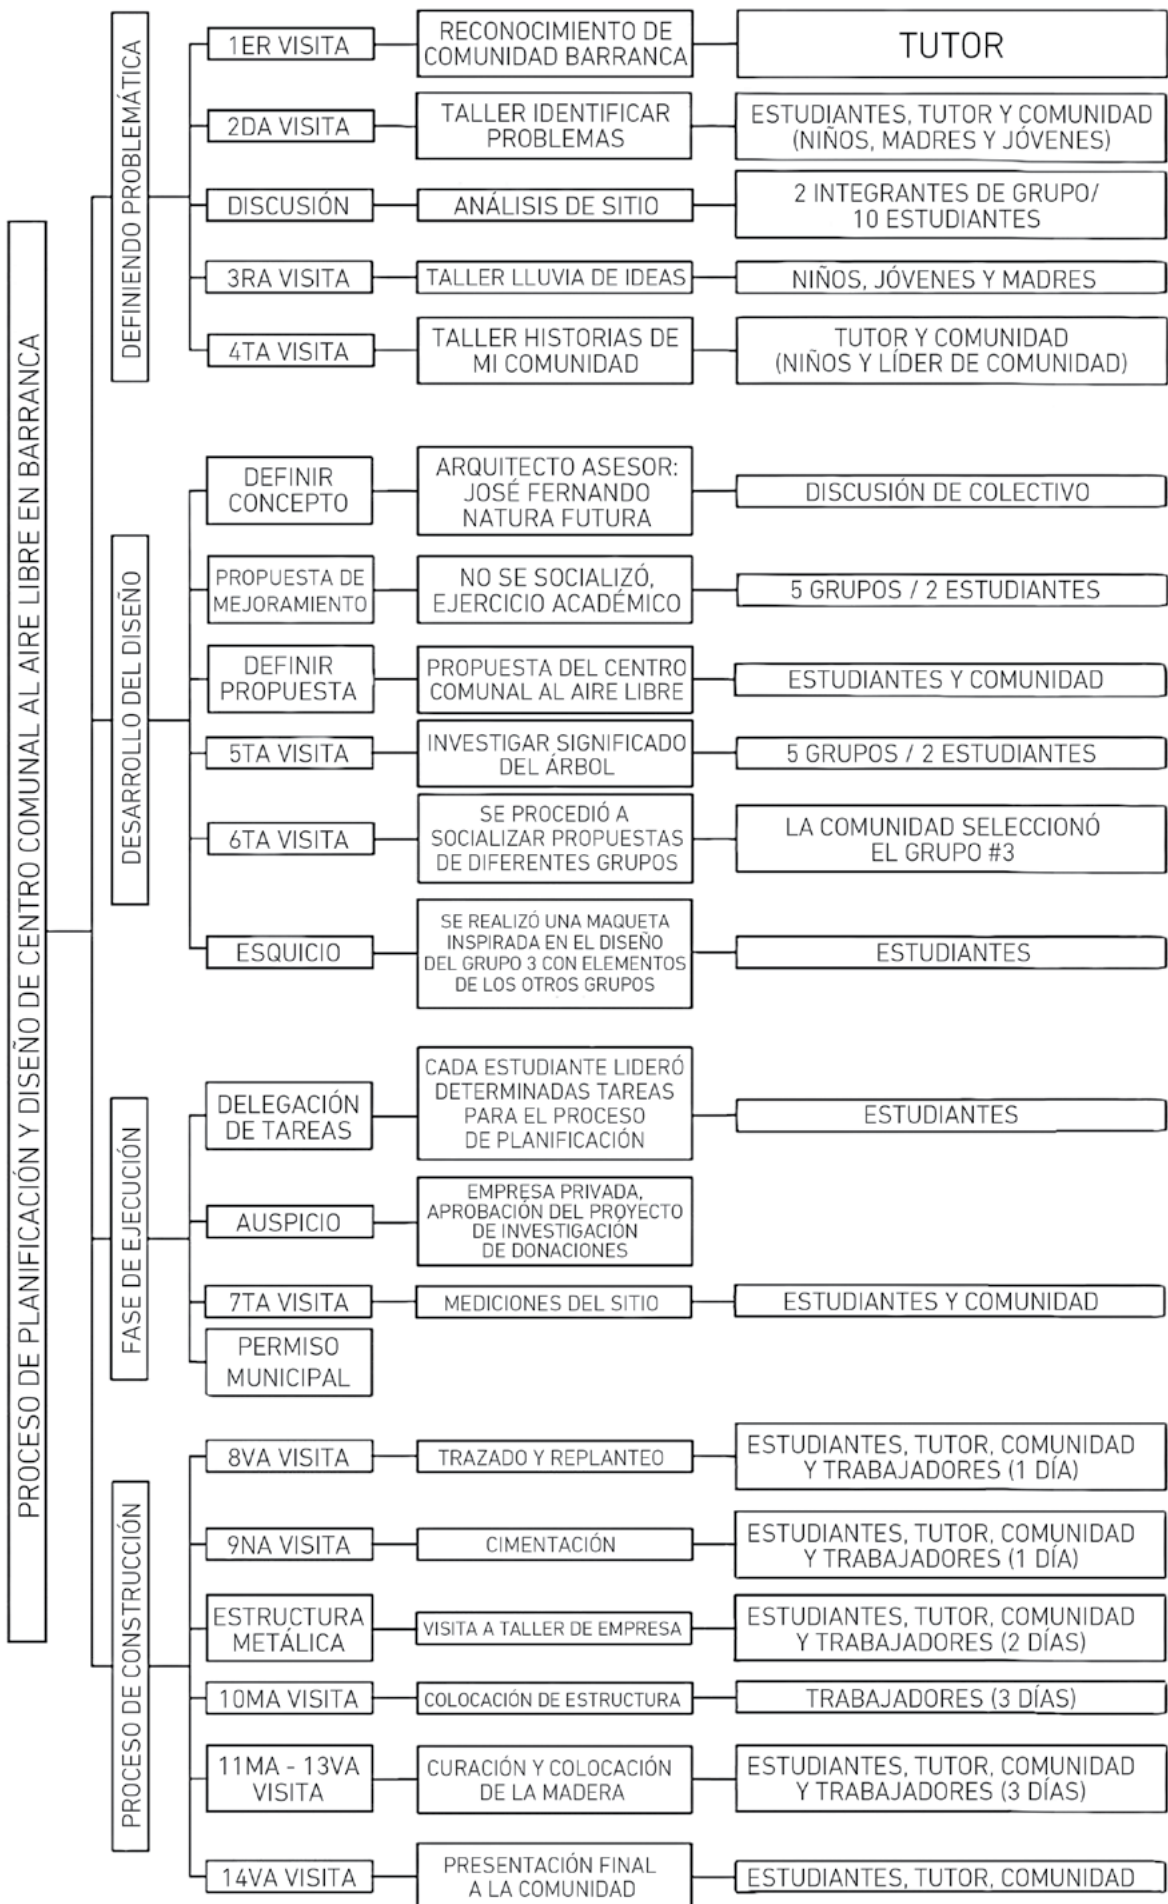 PROCESO DE PLANIFICACIÓN Y DISEÑO DE CENTRO COMUNAL AL AIRE LIBRE EN BARRANCA
DEFINIENDO PROBLEMÁTICA
1ER VISITA
RECONOCIMIENTO DE
COMUNIDAD BARRANCA
TUTOR
2DA VISITA
TALLER IDENTIFICAR
PROBLEMAS
ESTUDIANTES, TUTOR Y COMUNIDAD
(NIÑOS, MADRES Y JÓVENES)
DISCUSIÓN
ANÁLISIS DE SITIO
2 INTEGRANTES DE GRUPO/
10 ESTUDIANTES
3RA VISITA
TALLER LLUVIA DE IDEAS
NIÑOS, JÓVENES Y MADRES
4TA VISITA
TALLER HISTORIAS DE
MI COMUNIDAD
TUTOR Y COMUNIDAD
(NIÑOS Y LÍDER DE COMUNIDAD)
DESARROLLO DEL DISEÑO
DEFINIR
CONCEPTO
ARQUITECTO ASESOR:
JOSÉ FERNANDO
NATURA FUTURA
DISCUSIÓN DE COLECTIVO
PROPUESTA DE
MEJORAMIENTO
NO SE SOCIALIZÓ,
EJERCICIO ACADÉMICO
5 GRUPOS / 2 ESTUDIANTES
DEFINIR
PROPUESTA
PROPUESTA DEL CENTRO
COMUNAL AL AIRE LIBRE
ESTUDIANTES Y COMUNIDAD
5TA VISITA
INVESTIGAR SIGNIFICADO
DEL ÁRBOL
5 GRUPOS / 2 ESTUDIANTES
6TA VISITA
SE PROCEDIÓ A
SOCIALIZAR PROPUESTAS
DE DIFERENTES GRUPOS
LA COMUNIDAD SELECCIONÓ
EL GRUPO #3
ESQUICIO
SE REALIZÓ UNA MAQUETA
INSPIRADA EN EL DISEÑO
DEL GRUPO 3 CON ELEMENTOS
DE LOS OTROS GRUPOS
ESTUDIANTES
FASE DE EJECUCIÓN
DELEGACIÓN
DE TAREAS
CADA ESTUDIANTE LIDERÓ
DETERMINADAS TAREAS
PARA EL PROCESO
DE PLANIFICACIÓN
ESTUDIANTES
AUSPICIO
EMPRESA PRIVADA,
APROBACIÓN DEL PROYECTO
DE INVESTIGACIÓN
DE DONACIONES
7TA VISITA
MEDICIONES DEL SITIO
ESTUDIANTES Y COMUNIDAD
PERMISO
MUNICIPAL
PROCESO DE CONSTRUCCIÓN
8VA VISITA
TRAZADO Y REPLANTEO
ESTUDIANTES, TUTOR, COMUNIDAD
Y TRABAJADORES (1 DÍA)
9NA VISITA
CIMENTACIÓN
ESTUDIANTES, TUTOR, COMUNIDAD
Y TRABAJADORES (1 DÍA)
ESTRUCTURA
METÁLICA
VISITA A TALLER DE EMPRESA
ESTUDIANTES, TUTOR, COMUNIDAD
Y TRABAJADORES (2 DÍAS)
10MA VISITA
COLOCACIÓN DE ESTRUCTURA
TRABAJADORES (3 DÍAS)
11MA - 13VA
VISITA
CURACIÓN Y COLOCACIÓN
DE LA MADERA
ESTUDIANTES, TUTOR, COMUNIDAD
Y TRABAJADORES (3 DÍAS)
14VA VISITA
PRESENTACIÓN FINAL
A LA COMUNIDAD
ESTUDIANTES, TUTOR, COMUNIDAD